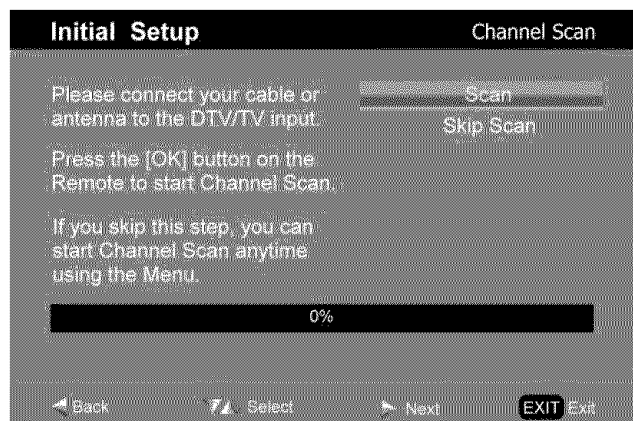 Initial Setup
Channel Scan
Please connect your cable or
antenna to the DTV/TV input.
Press the [OK] button on the
Remote to start Channel Scan.
If you skip this step, you can
start Channel Scan anytime
using the Menu.
Scan
Skip Scan
0%
Back Select Next EXIT Exit